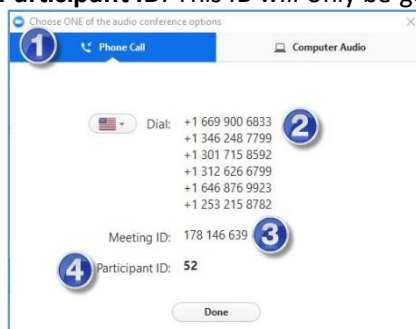 Participant ID: This ID will only be g
Choose ONE of the audio conference options
1 Phone Call Computer Audio
Dial: +1 669 900 6833 2
+1 346 248 7799
+1 301 715 8592
+1 312 626 6799
+1 646 876 9923
+1 253 215 8782
Meeting ID: 178 146 639 3
4 Participant ID: 52
Done